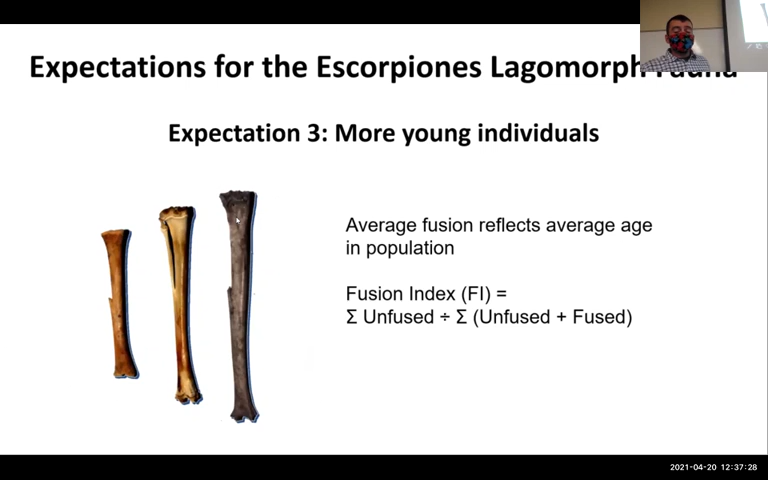 Expectations for the Escorpiones Lagomorph
Expectation 3: More young individuals
Average fusion reflects average age
in population
Fusion Index (FI) =
Σ Unfused ÷ Σ (Unfused + Fused)
2021-04-20 12:37:28